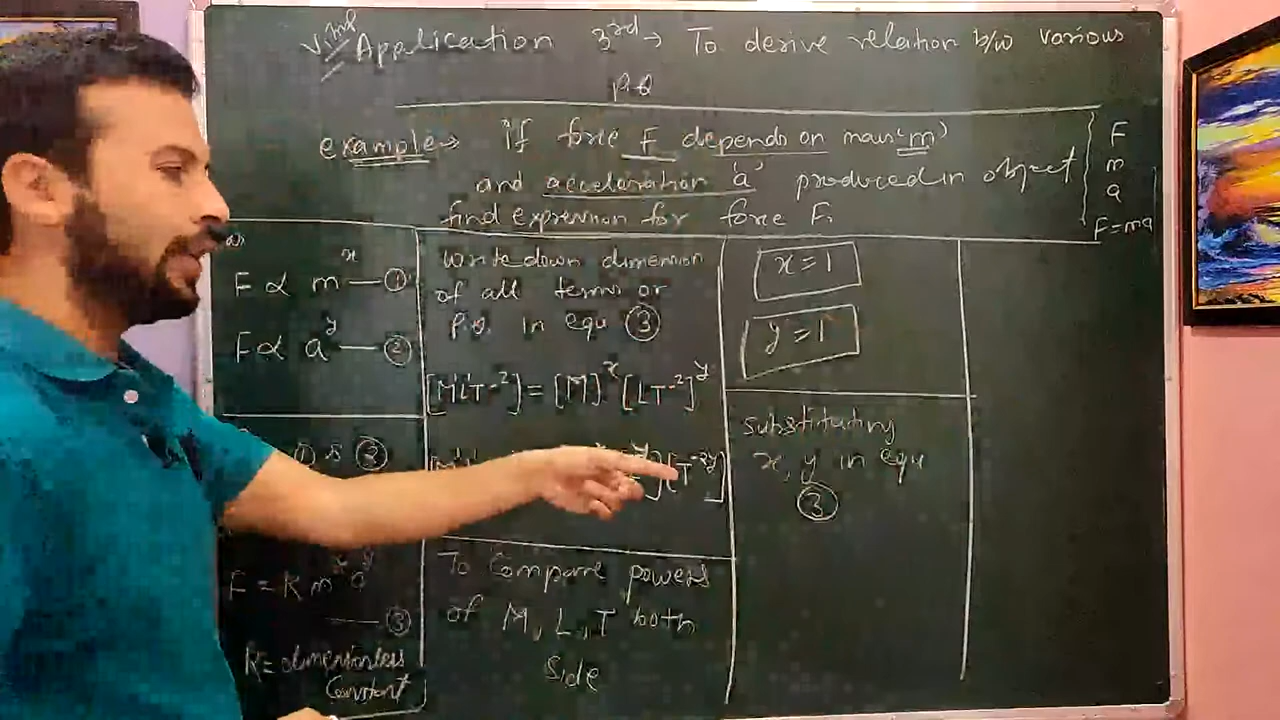 V.Imp Application 3rd → To derive relation b/w various
P.Q
example → If force F depends on mass 'm'
and acceleration 'a' produced in object
find expression for force F.
F
m
a
F=ma
F ∝ m^x — ①
F ∝ a^y — ②
① & ②
F = K m^x a^y
— ③
K = dimensionless
Constant
Write down dimension
of all terms or
P.Q. in equ ③
[M¹L¹T⁻²] = [M]^x [LT⁻²]^y
[T^-2y]
To Compare powers
of M, L, T both
side
x = 1
y = 1
substituting
x, y in equ
③